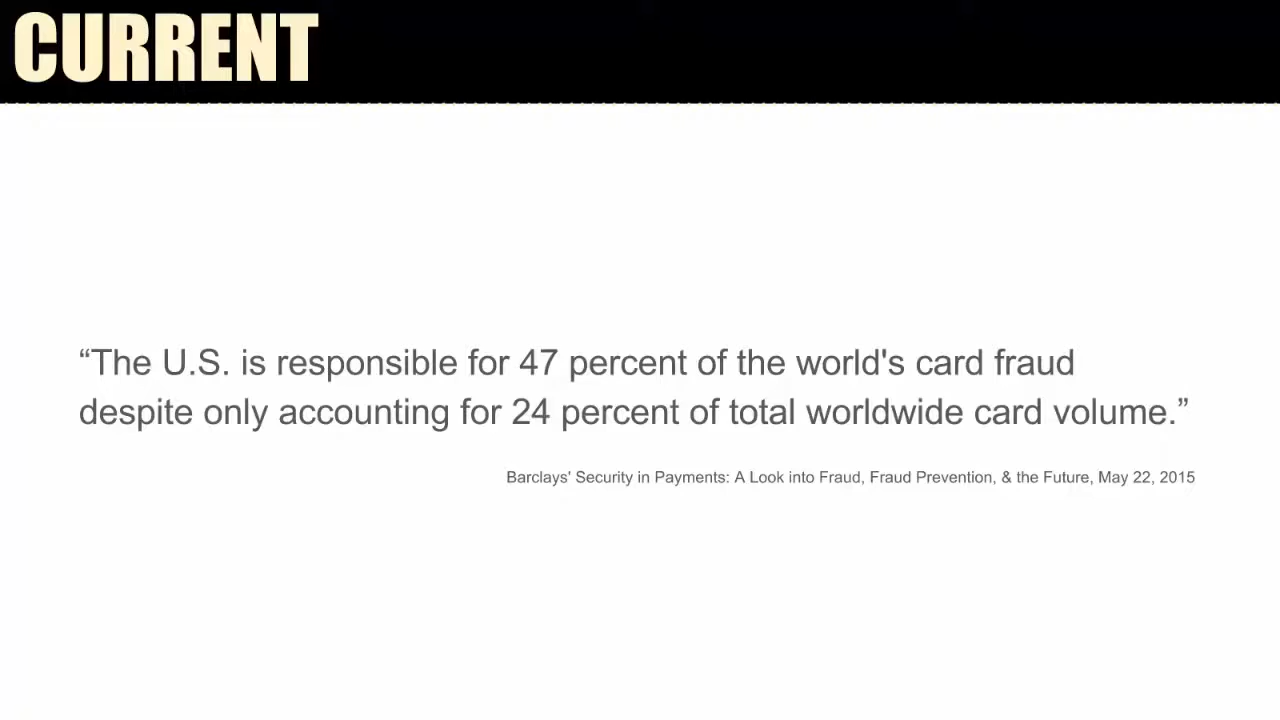 CURRENT
“The U.S. is responsible for 47 percent of the world's card fraud
despite only accounting for 24 percent of total worldwide card volume.”
Barclays' Security in Payments: A Look into Fraud, Fraud Prevention, & the Future, May 22, 2015